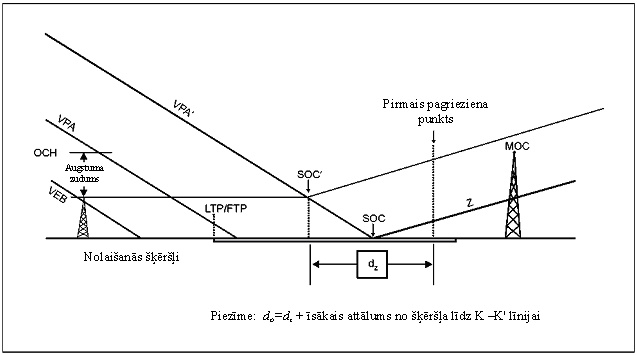 VPA'
VPA
Pirmais pagrieziena
punkts
OCH
Augstuma
zudums
MOC
SOC'
VEB
LTP/FTP
SOC
Z
Nolaišanās šķēršļi
dz
Piezīme: do=dz + īsākais attālums no šķēršļa līdz K –K' līnijai